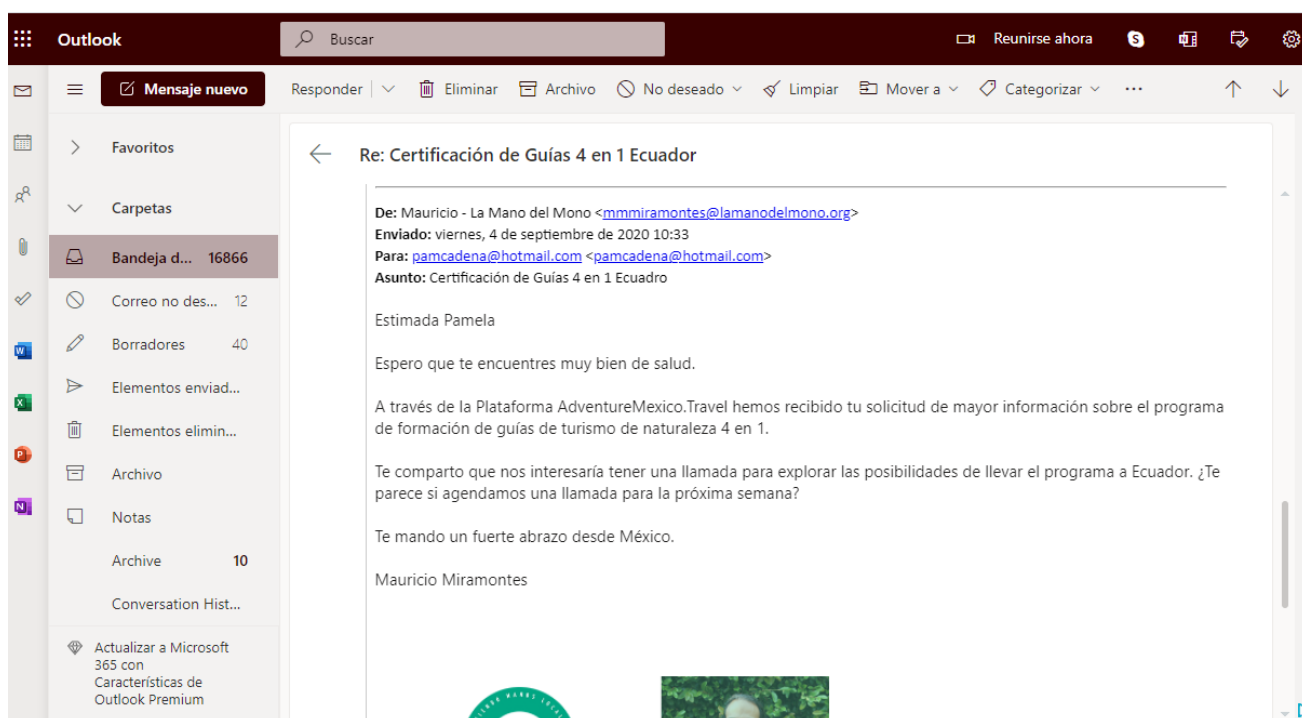 Outlook
Buscar
Reunirse ahora
Mensaje nuevo
Responder
Eliminar
Archivo
No deseado
Limpiar
Mover a
Categorizar
Favoritos
Carpetas
Bandeja d... 16866
Correo no des... 12
Borradores 40
Elementos enviad...
Elementos elimin...
Archivo
Notas
Archive 10
Conversation Hist...
Actualizar a Microsoft
365 con
Características de
Outlook Premium
Re: Certificación de Guías 4 en 1 Ecuador
De: Mauricio - La Mano del Mono <mmmiramontes@lamanodelmono.org>
Enviado: viernes, 4 de septiembre de 2020 10:33
Para: pamcadena@hotmail.com <pamcadena@hotmail.com>
Asunto: Certificación de Guías 4 en 1 Ecuadro
Estimada Pamela
Espero que te encuentres muy bien de salud.
A través de la Plataforma AdventureMexico.Travel hemos recibido tu solicitud de mayor información sobre el programa
de formación de guías de turismo de naturaleza 4 en 1.
Te comparto que nos interesaría tener una llamada para explorar las posibilidades de llevar el programa a Ecuador. ¿Te
parece si agendamos una llamada para la próxima semana?
Te mando un fuerte abrazo desde México.
Mauricio Miramontes